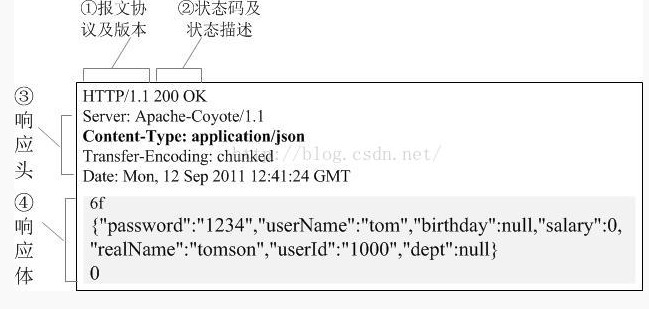 ①报文协
议及版本
②状态码及
状态描述
③
响
应
头
HTTP/1.1 200 OK
Server: Apache-Coyote/1.1
Content-Type: application/json
Transfer-Encoding: chunked
Date: Mon, 12 Sep 2011 12:41:24 GMT
http://blog.csdn.net/
④
响
应
体
6f
{"password":"1234","userName":"tom","birthday":null,"salary":0,
"realName":"tomson","userId":"1000","dept":null}
0